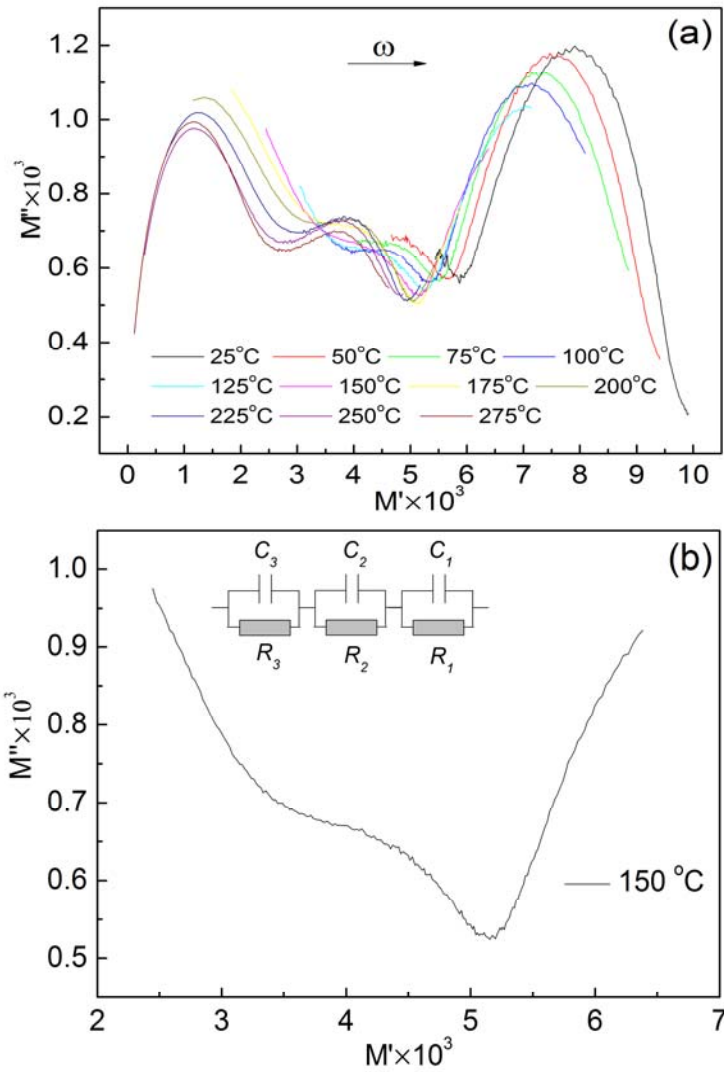 (a)
ω
1.2
1.0
0.8
0.6
0.4
0.2
M''×10³
25°C 50°C 75°C 100°C
125°C 150°C 175°C 200°C
225°C 250°C 275°C
0 1 2 3 4 5 6 7 8 9 10
M'×10³
(b)
C₃ C₂ C₁
R₃ R₂ R₁
1.0
0.9
0.8
0.7
0.6
0.5
M''×10³
150 °C
2 3 4 5 6 7
M'×10³